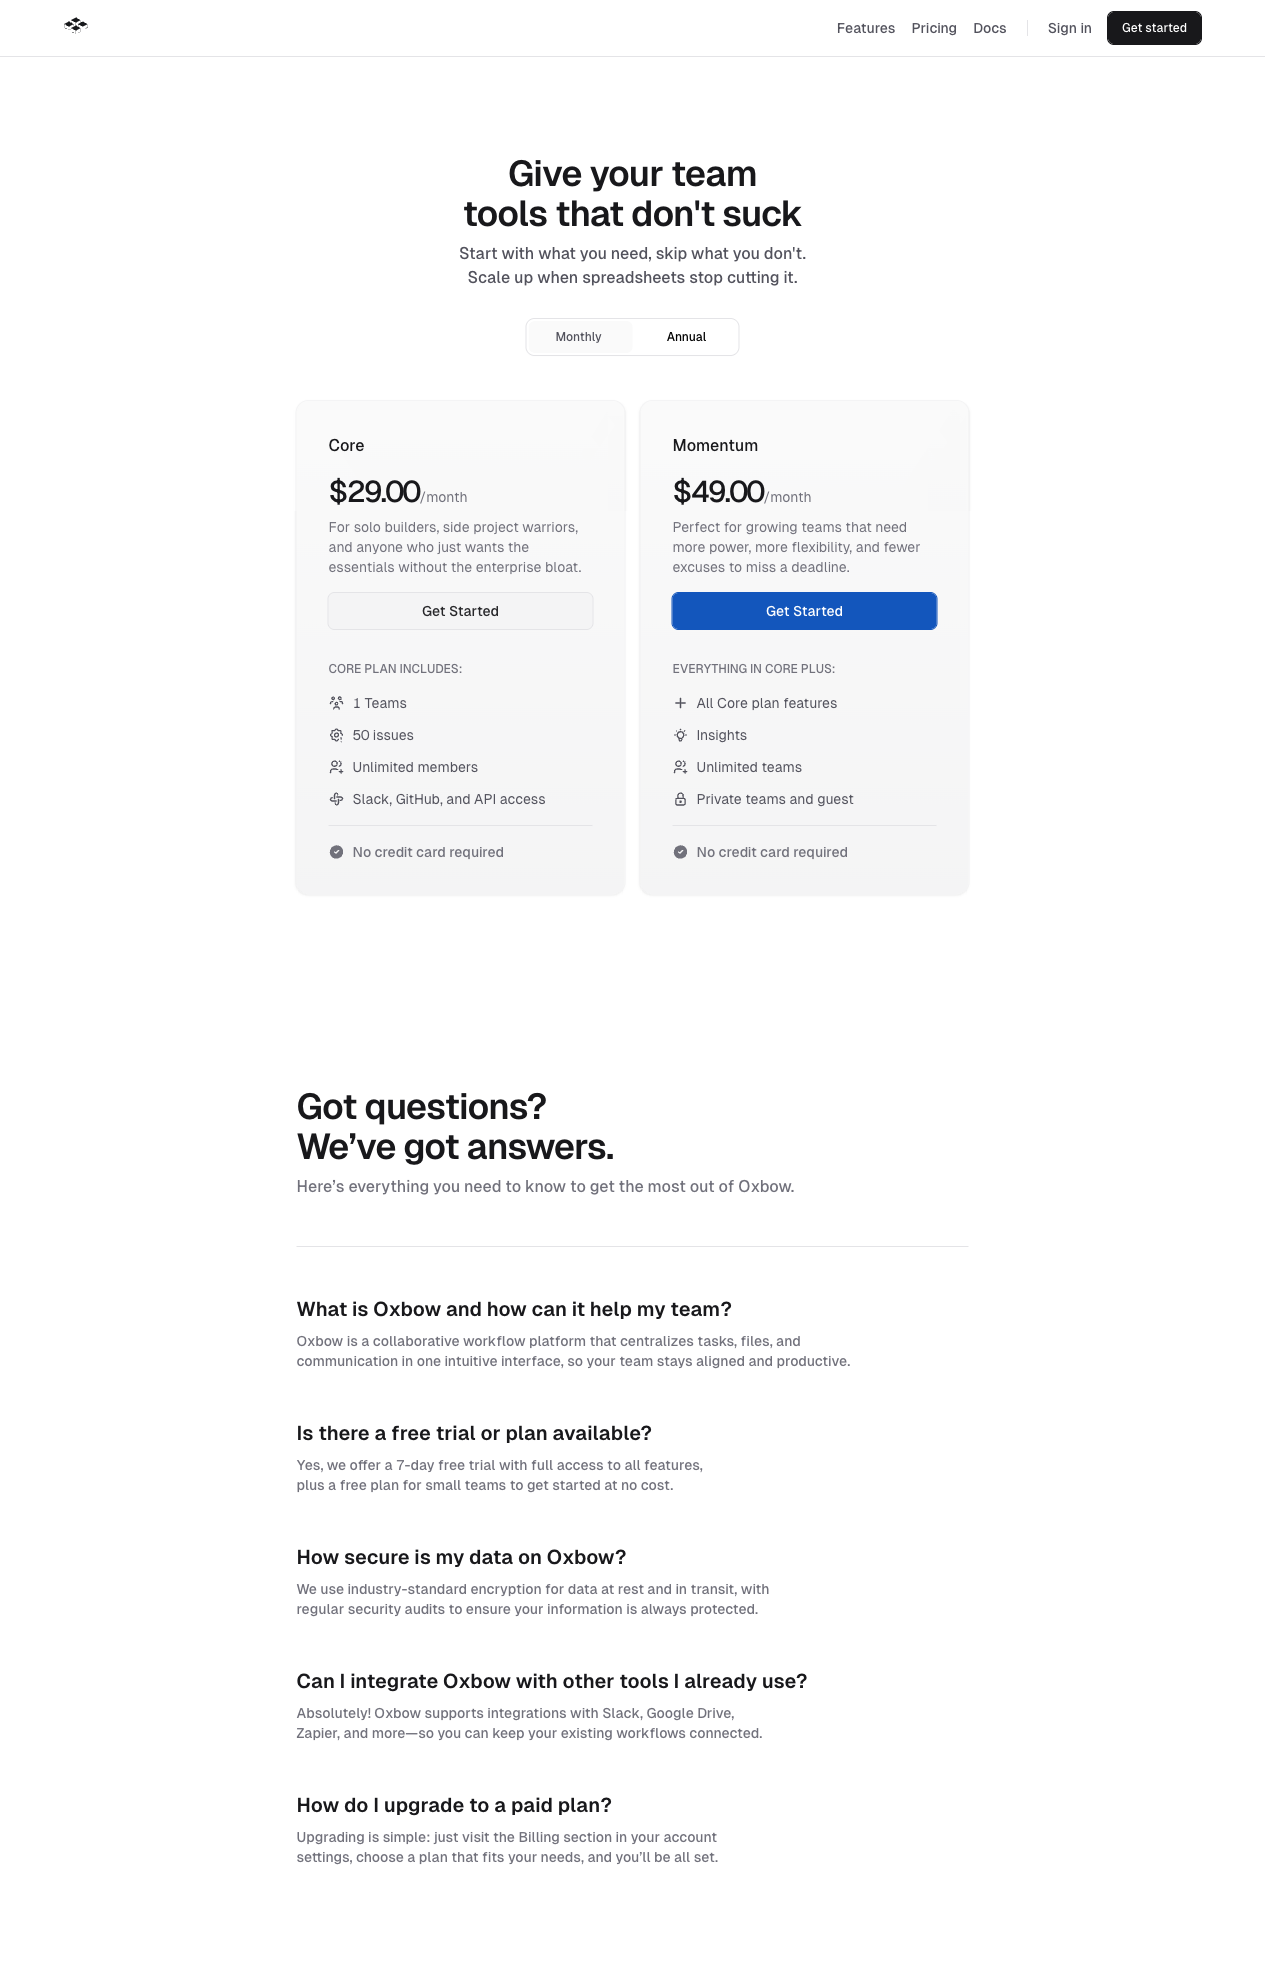 Features Pricing Docs Sign in Get started
Give your team
tools that don't suck
Start with what you need, skip what you don't.
Scale up when spreadsheets stop cutting it.
Monthly Annual
Core
$29.00/month
For solo builders, side project warriors,
and anyone who just wants the
essentials without the enterprise bloat.
Get Started
CORE PLAN INCLUDES:
1 Teams
50 issues
Unlimited members
Slack, GitHub, and API access
No credit card required
Momentum
$49.00/month
Perfect for growing teams that need
more power, more flexibility, and fewer
excuses to miss a deadline.
Get Started
EVERYTHING IN CORE PLUS:
All Core plan features
Insights
Unlimited teams
Private teams and guest
No credit card required
Got questions?
We’ve got answers.
Here’s everything you need to know to get the most out of Oxbow.
What is Oxbow and how can it help my team?
Oxbow is a collaborative workflow platform that centralizes tasks, files, and
communication in one intuitive interface, so your team stays aligned and productive.
Is there a free trial or plan available?
Yes, we offer a 7-day free trial with full access to all features,
plus a free plan for small teams to get started at no cost.
How secure is my data on Oxbow?
We use industry-standard encryption for data at rest and in transit, with
regular security audits to ensure your information is always protected.
Can I integrate Oxbow with other tools I already use?
Absolutely! Oxbow supports integrations with Slack, Google Drive,
Zapier, and more—so you can keep your existing workflows connected.
How do I upgrade to a paid plan?
Upgrading is simple: just visit the Billing section in your account
settings, choose a plan that fits your needs, and you’ll be all set.